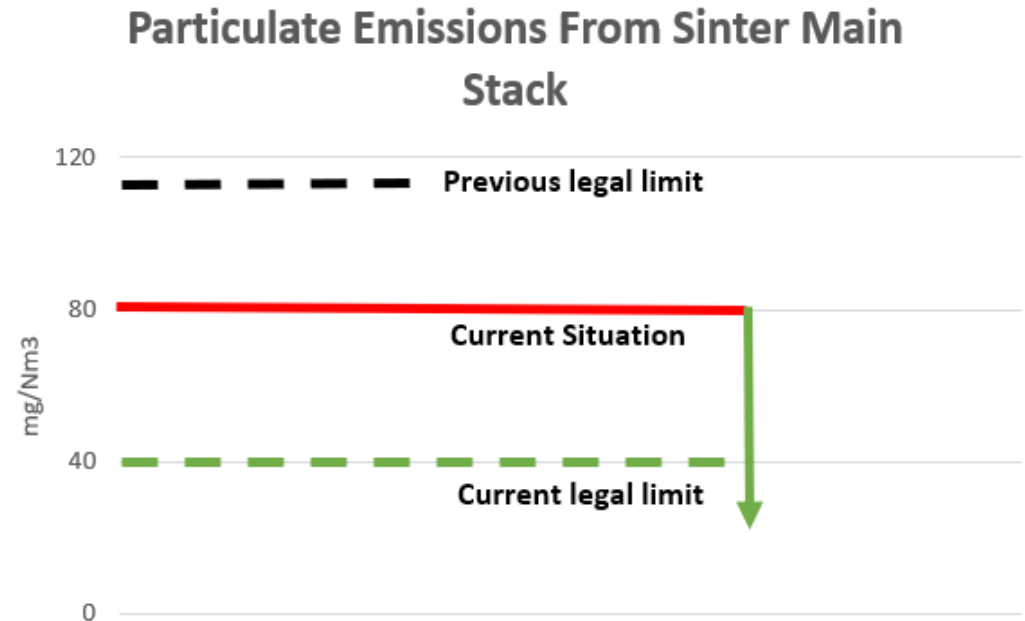 Particulate Emissions From Sinter Main
Stack
120
Previous legal limit
80
Current Situation
mg/Nm3
40
Current legal limit
0